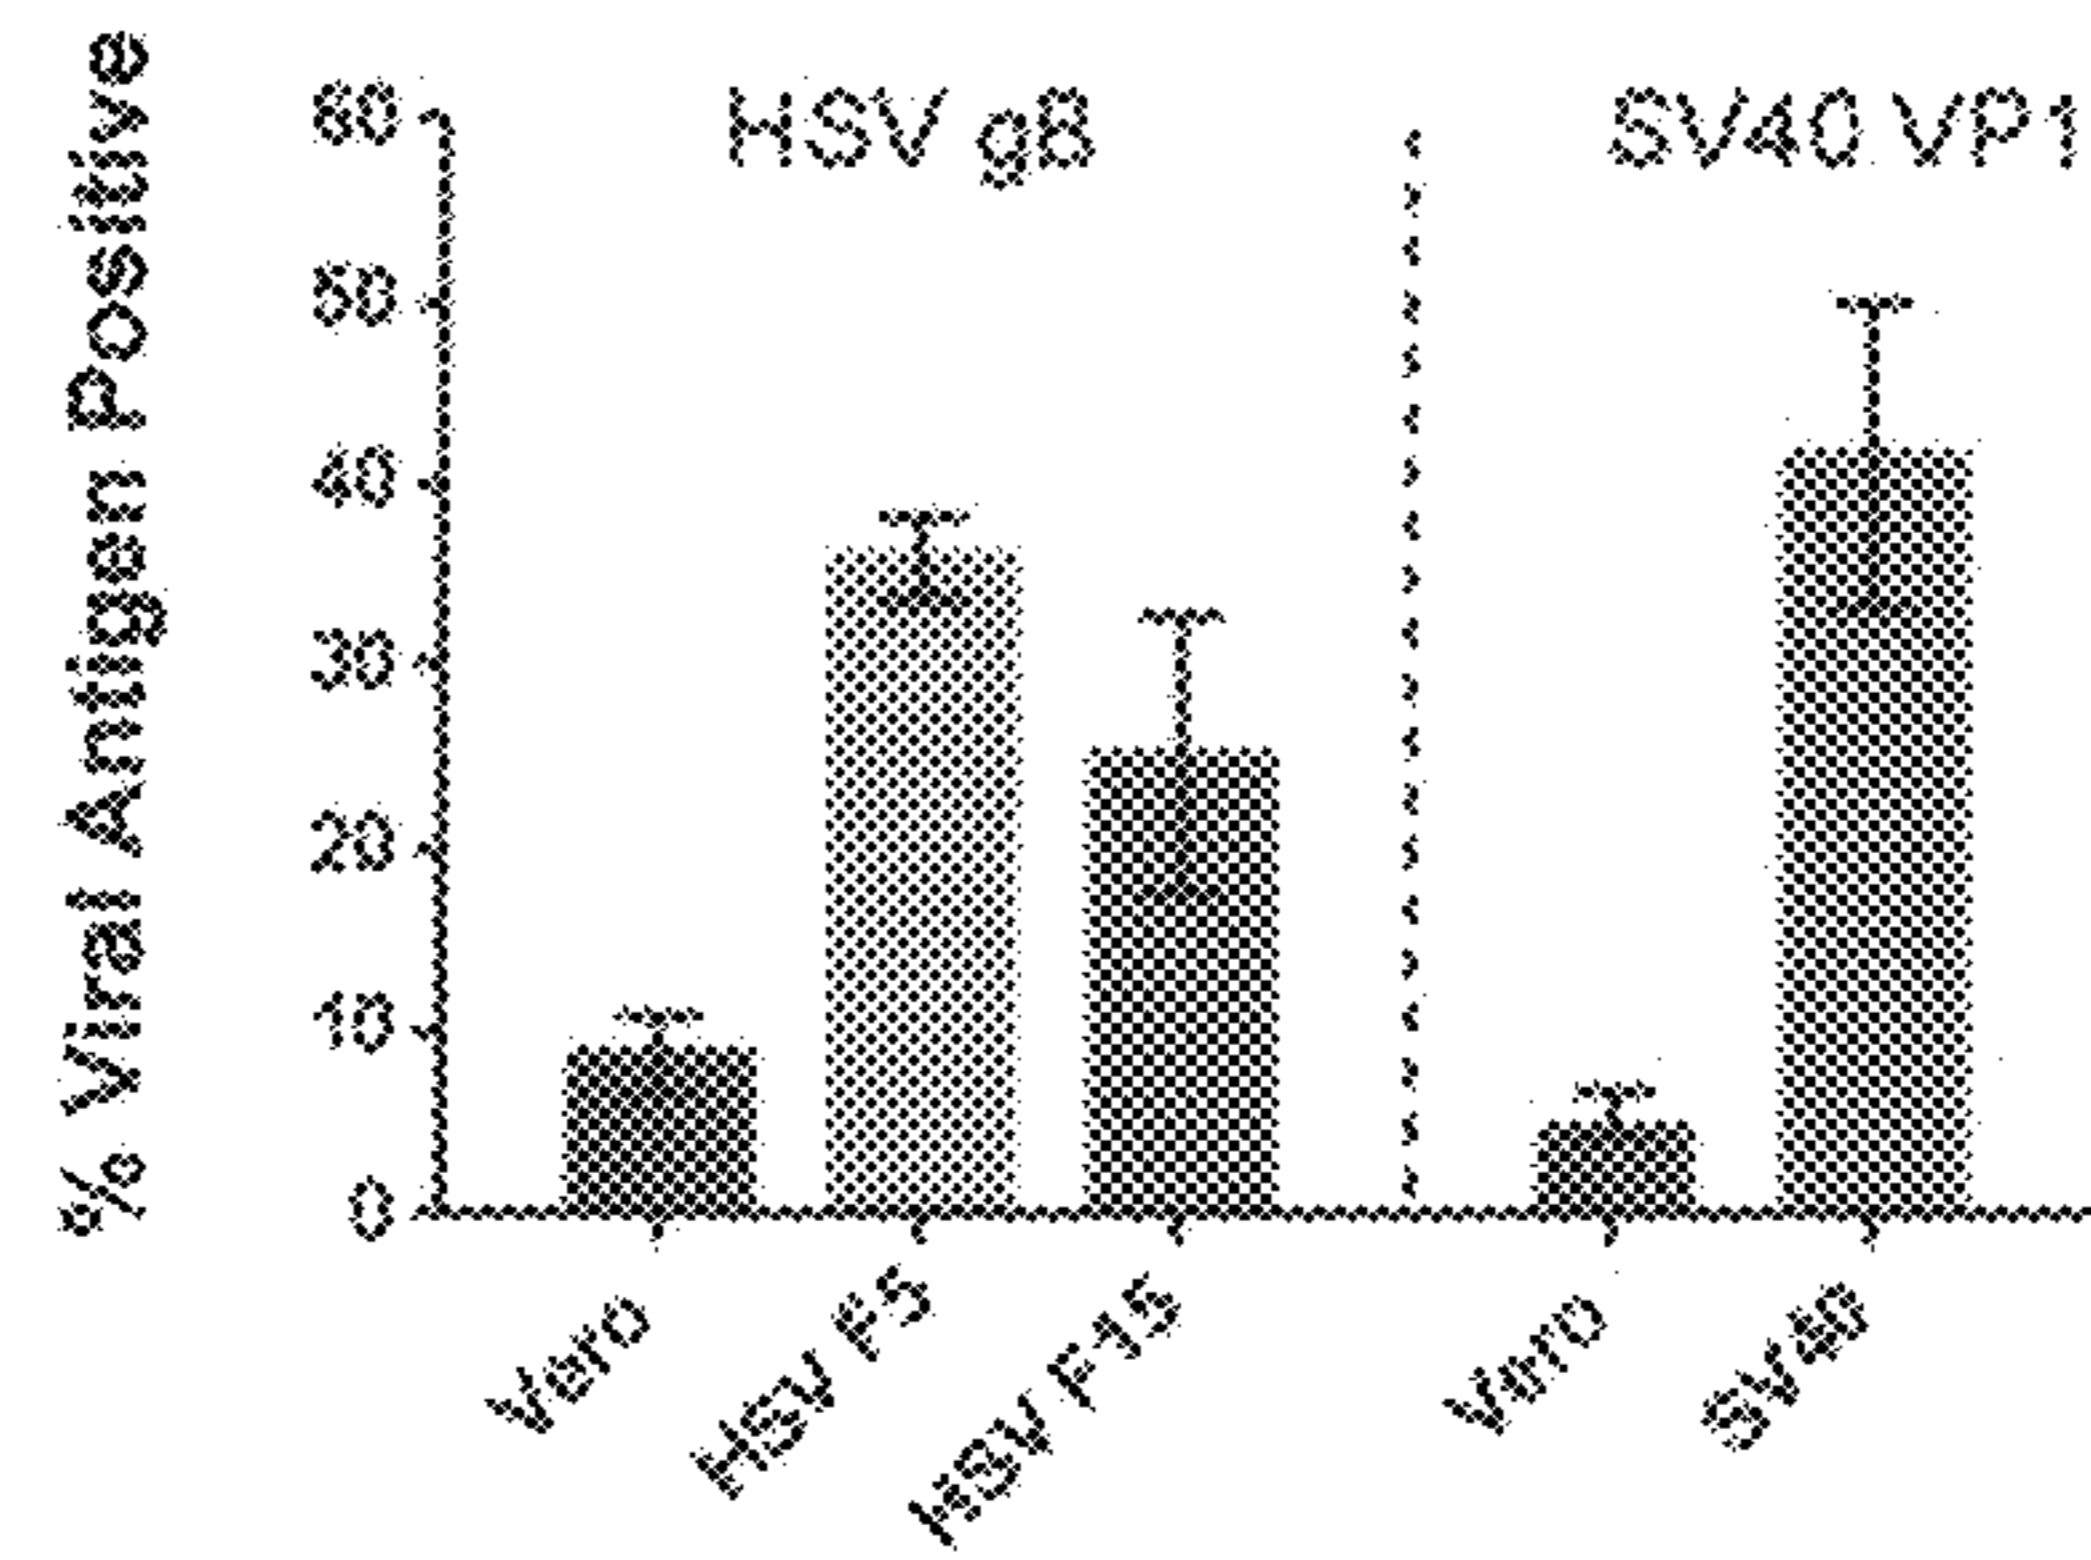 % Viral Antigen Positive
HSV gB
SV40 VP1
60
50
40
30
20
10
0
Vero
HSV F5
HSV F15
Vero
SV40